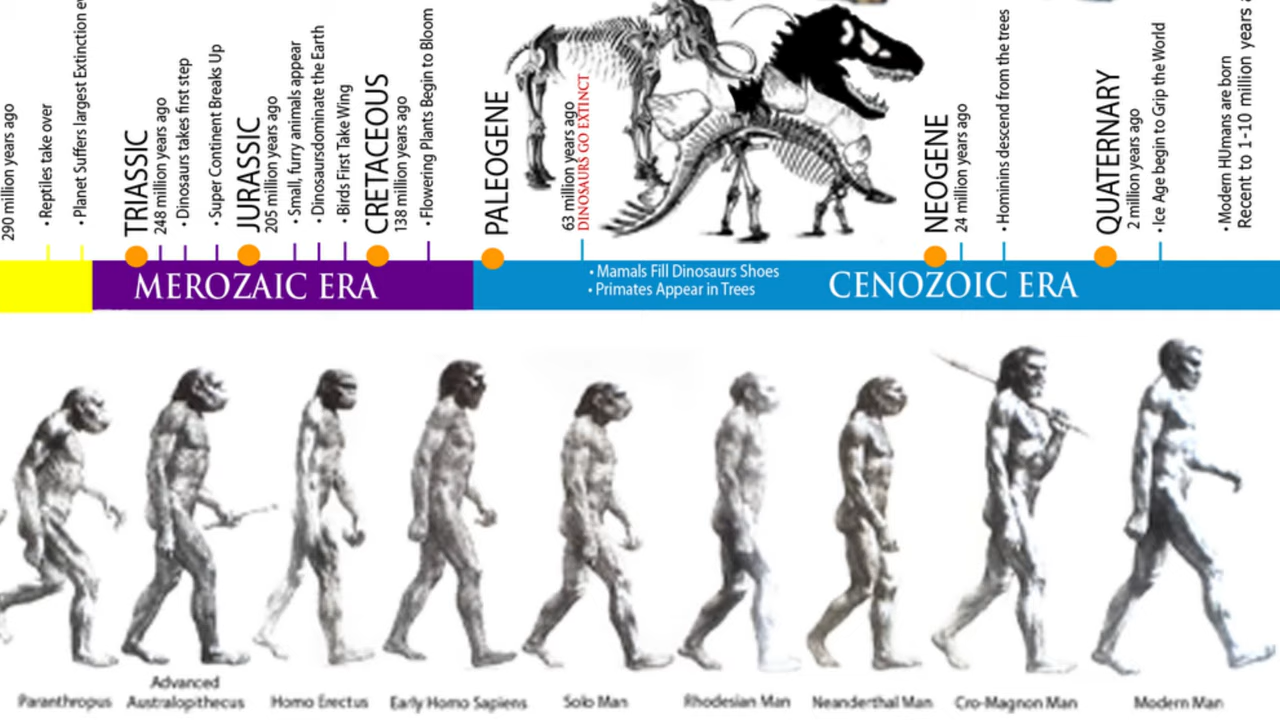 290 million years ago
• Reptiles take over
• Planet Suffers largest Extinction
TRIASSIC
248 million years ago
• Dinosaurs takes first step
• Super Continent Breaks Up
JURASSIC
205 million years ago
• Small, furry animals appear
• Dinosaursdominate the Earth
• Birds First Take Wing
CRETACEOUS
138 million years ago
• Flowering Plants Begin to Bloom
PALEOGENE
63 million years ago
DINOSAURS GO EXTINCT
NEOGENE
24 million years ago
• Hominins descend from the trees
QUATERNARY
2 million years ago
• Ice Age begin to Grip the World
• Modern HUmans are born
Recent to 1-10 million years
MEROZAIC ERA
• Mamals Fill Dinosaurs Shoes
• Primates Appear in Trees
CENOZOIC ERA
Paranthropus
Advanced
Australopithecus
Homo Erectus
Early Homo Sapiens
Solo Man
Rhodesian Man
Neanderthal Man
Cro-Magnon Man
Modern Man